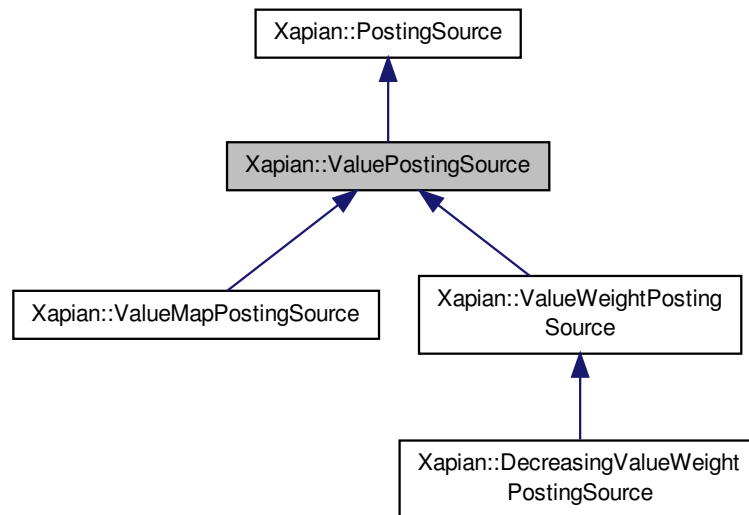 Xapian::PostingSource
Xapian::ValuePostingSource
Xapian::ValueMapPostingSource
Xapian::ValueWeightPosting
Source
Xapian::DecreasingValueWeight
PostingSource